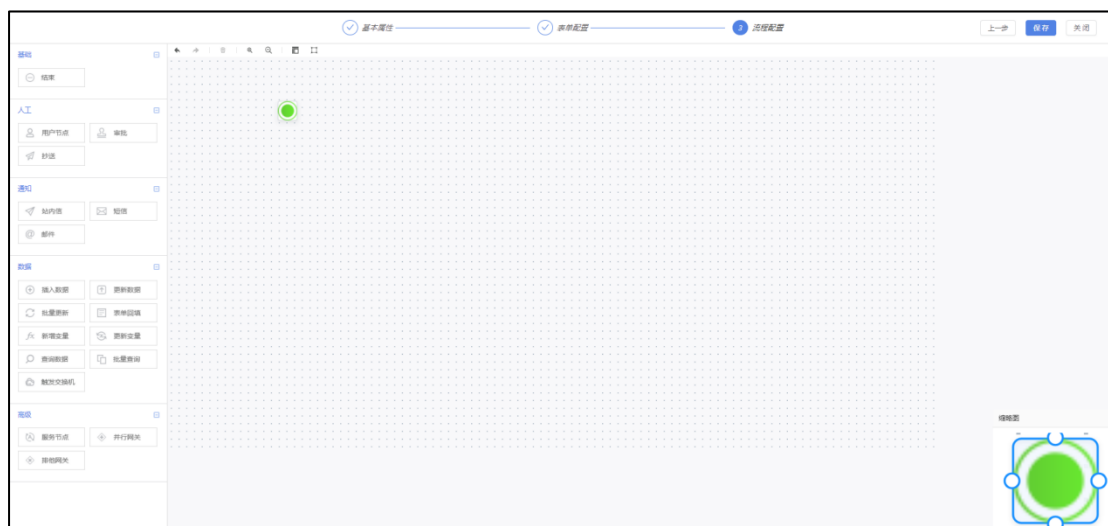 基本属性
表单配置
3 流程配置
上一步 保存 关闭
基础
结束
人工
用户节点 审批
抄送
通知
站内信 短信
邮件
数据
插入数据 更新数据
批量更新 表单回填
新增变量 更新变量
查询数据 批量查询
触发交换机
高级
服务节点 并行网关
排他网关
缩略图